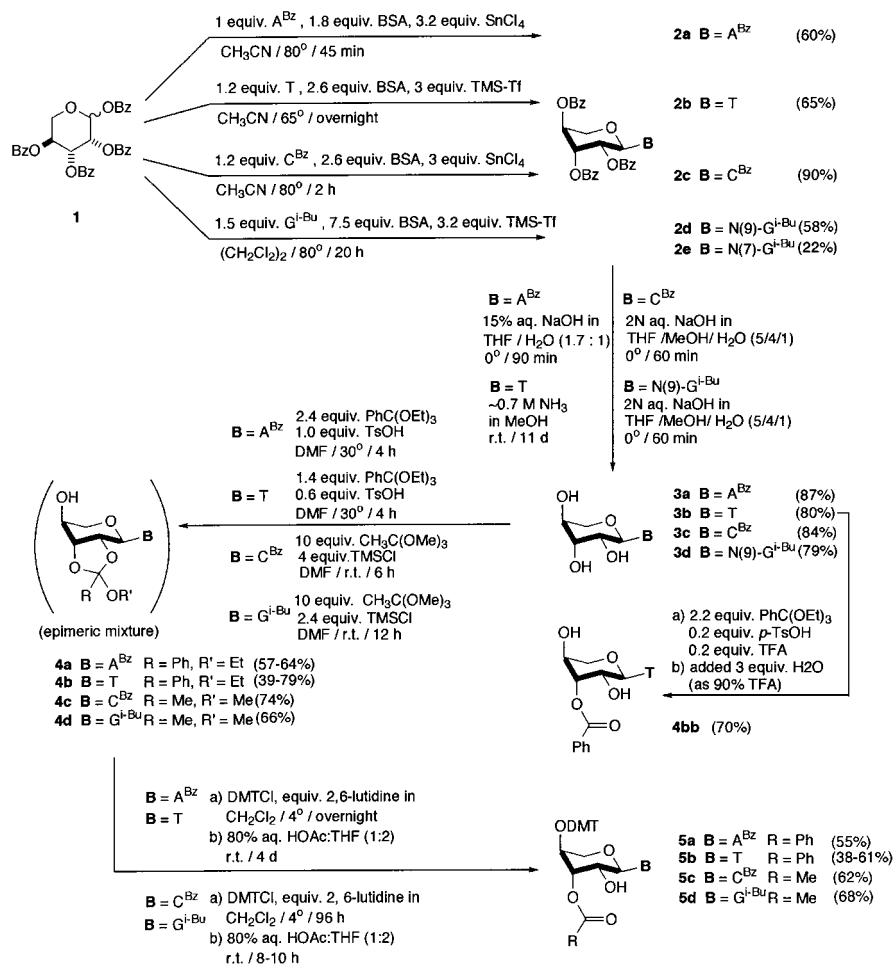 1 equiv. A^Bz , 1.8 equiv. BSA, 3.2 equiv. SnCl4
CH3CN / 80° / 45 min
2a B = A^Bz (60%)
1.2 equiv. T , 2.6 equiv. BSA, 3 equiv. TMS-Tf
CH3CN / 65° / overnight
2b B = T (65%)
O
OBz
BzO
OBz
OBz
1
OBz
O
B
OBz
OBz
1.2 equiv. C^Bz , 2.6 equiv. BSA, 3 equiv. SnCl4
CH3CN / 80° / 2 h
2c B = C^Bz (90%)
1.5 equiv. G^i-Bu , 7.5 equiv. BSA, 3.2 equiv. TMS-Tf
(CH2Cl2)2 / 80° / 20 h
2d B = N(9)-G^i-Bu (58%)
2e B = N(7)-G^i-Bu (22%)
B = A^Bz
15% aq. NaOH in
THF / H2O (1.7 : 1)
0° / 90 min
B = C^Bz
2N aq. NaOH in
THF /MeOH/ H2O (5/4/1)
0° / 60 min
B = T
~0.7 M NH3
in MeOH
r.t. / 11 d
B = N(9)-G^i-Bu
2N aq. NaOH in
THF /MeOH/ H2O (5/4/1)
0° / 60 min
B = A^Bz
2.4 equiv. PhC(OEt)3
1.0 equiv. TsOH
DMF / 30° / 4 h
B = T
1.4 equiv. PhC(OEt)3
0.6 equiv. TsOH
DMF / 30° / 4 h
B = C^Bz
10 equiv. CH3C(OMe)3
4 equiv.TMSCl
DMF / r.t. / 6 h
B = G^i-Bu
10 equiv. CH3C(OMe)3
2.4 equiv. TMSCl
DMF / r.t. / 12 h
OH
O
B
OH
OH
3a B = A^Bz (87%)
3b B = T (80%)
3c B = C^Bz (84%)
3d B = N(9)-G^i-Bu (79%)
OH
O
B
O
O
R
OR'
(epimeric mixture)
4a B = A^Bz R = Ph, R' = Et (57-64%)
4b B = T R = Ph, R' = Et (39-79%)
4c B = C^Bz R = Me, R' = Me (74%)
4d B = G^i-Bu R = Me, R' = Me (66%)
a) 2.2 equiv. PhC(OEt)3
0.2 equiv. p-TsOH
0.2 equiv. TFA
b) added 3 equiv. H2O
(as 90% TFA)
OH
O
T
OH
O
O
Ph
4bb (70%)
B = A^Bz
B = T
a) DMTCl, equiv. 2,6-lutidine in
CH2Cl2 / 4° / overnight
b) 80% aq. HOAc:THF (1:2)
r.t. / 4 d
B = C^Bz
B = G^i-Bu
a) DMTCl, equiv. 2, 6-lutidine in
CH2Cl2 / 4° / 96 h
b) 80% aq. HOAc:THF (1:2)
r.t. / 8-10 h
ODMT
O
B
OH
O
O
R
5a B = A^Bz R = Ph (55%)
5b B = T R = Ph (38-61%)
5c B = C^Bz R = Me (62%)
5d B = G^i-Bu R = Me (68%)